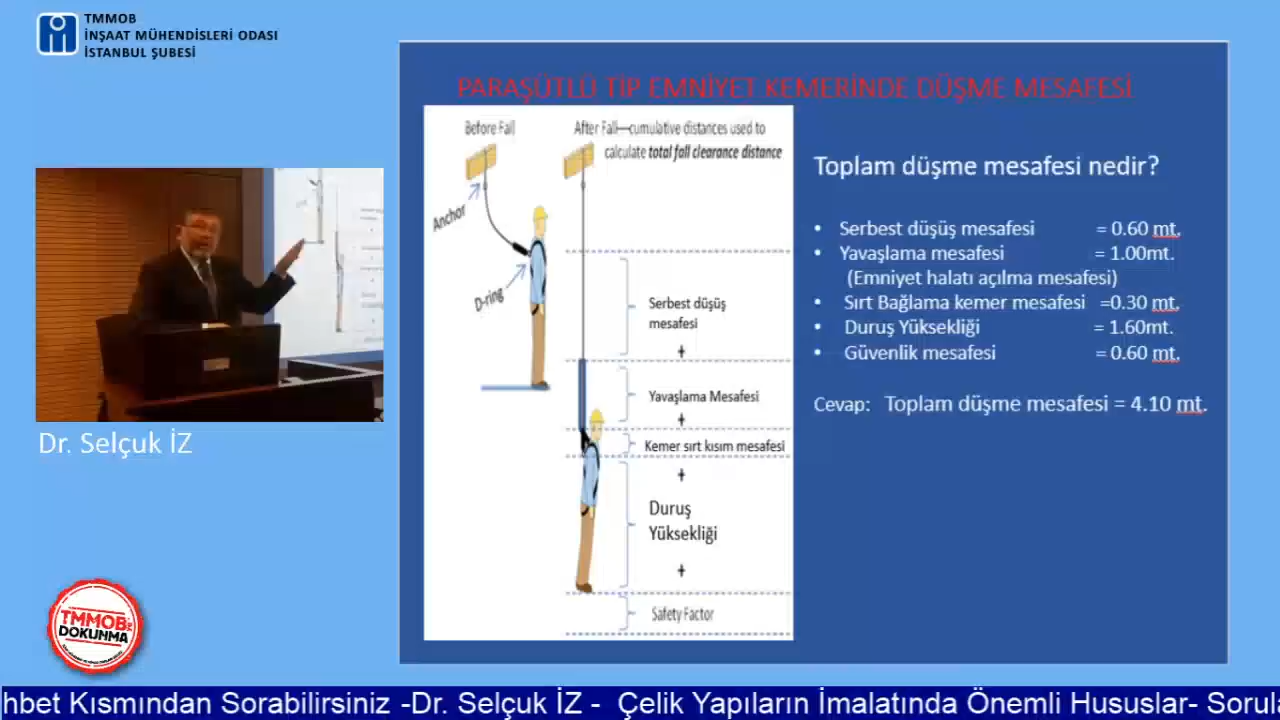 TMMOB
İNŞAAT MÜHENDİSLERİ ODASI
İSTANBUL ŞUBESİ
PARAŞÜTLÜ TİP EMNİYET KEMERİNDE DÜŞME MESAFESİ
Before Fall
After Fall—cumulative distances used to
calculate total fall clearance distance
Anchor
D-ring
Serbest düşüş
mesafesi
+
Yavaşlama Mesafesi
+
Kemer sırt kısım mesafesi
+
Duruş
Yüksekliği
+
Safety Factor
Toplam düşme mesafesi nedir?
• Serbest düşüş mesafesi = 0.60 mt.
• Yavaşlama mesafesi = 1.00mt.
(Emniyet halatı açılma mesafesi)
• Sırt Bağlama kemer mesafesi =0.30 mt.
• Duruş Yüksekliği = 1.60mt.
• Güvenlik mesafesi = 0.60 mt.
Cevap: Toplam düşme mesafesi = 4.10 mt.
Dr. Selçuk İZ
TMMOB'ye
DOKUNMA
hbet Kısmından Sorabilirsiniz -Dr. Selçuk İZ - Çelik Yapıların İmalatında Önemli Hususlar- Sorula